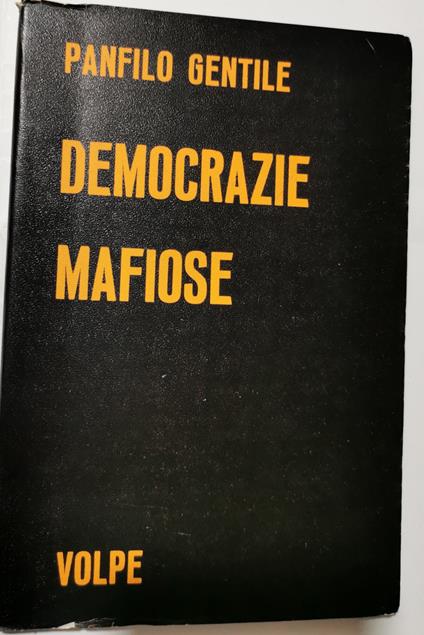 PANFILO GENTILE
DEMOCRAZIE
MAFIOSE
VOLPE